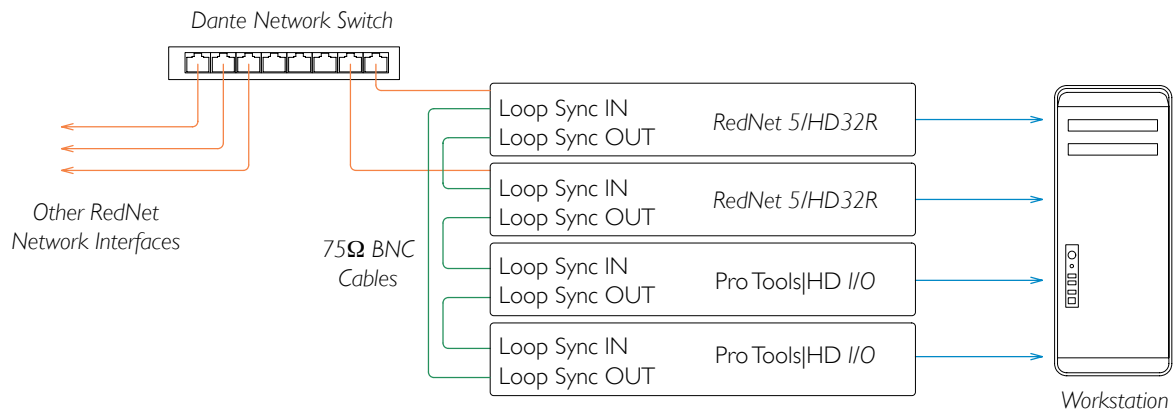 Dante Network Switch
Loop Sync IN
Loop Sync OUT
RedNet 5/HD32R
Loop Sync IN
Loop Sync OUT
RedNet 5/HD32R
Other RedNet
Network Interfaces
75Ω BNC
Cables
Loop Sync IN
Loop Sync OUT
Pro Tools|HD I/O
Loop Sync IN
Loop Sync OUT
Pro Tools|HD I/O
Workstation